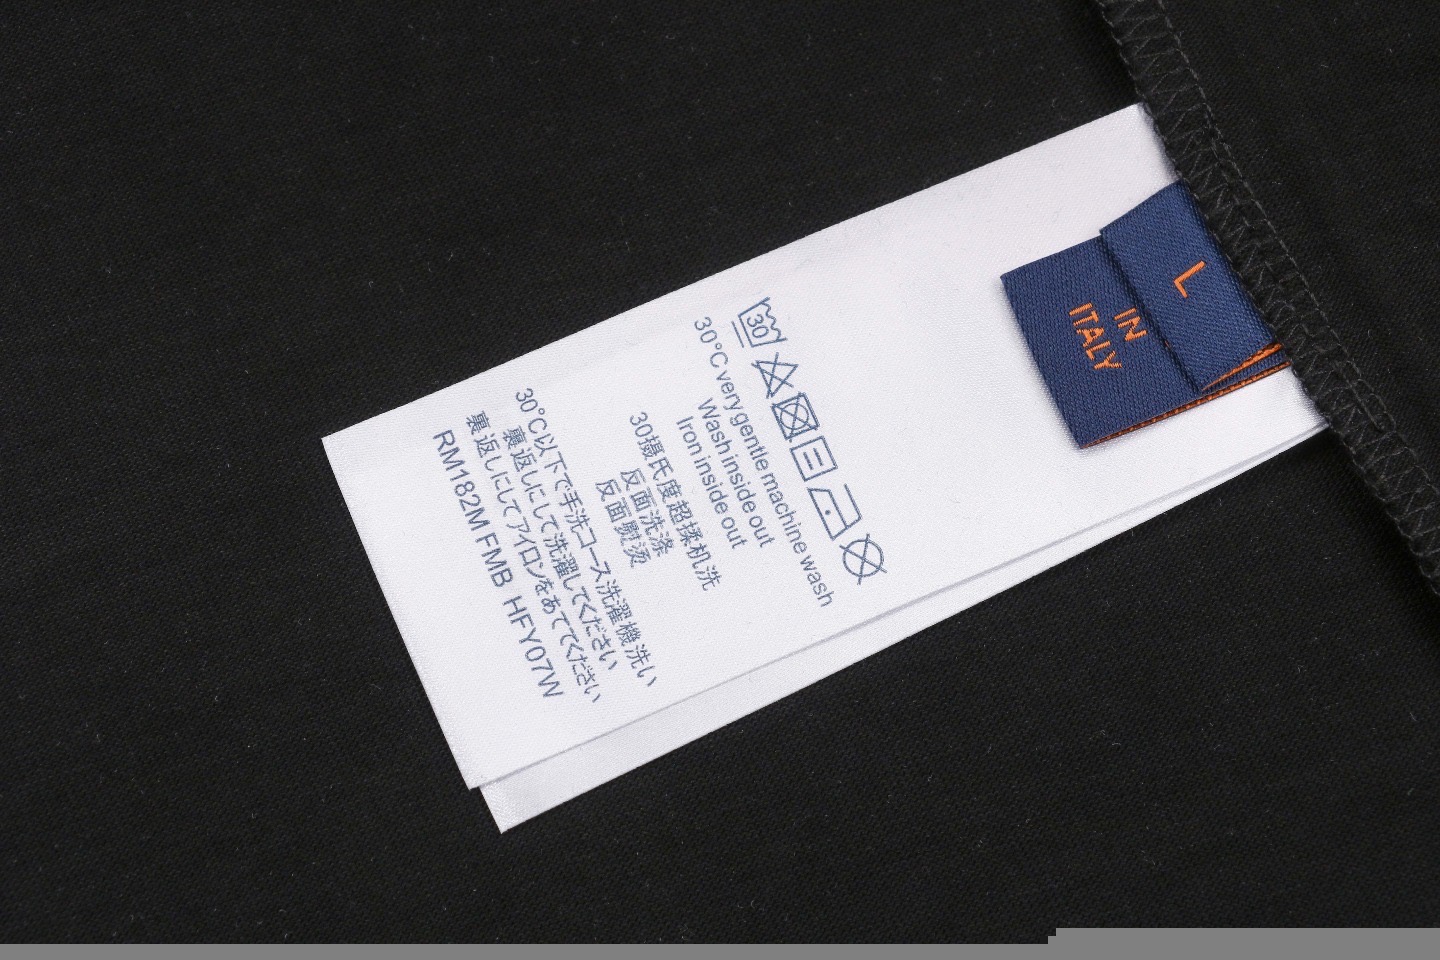 L
IN
ITALY
30
30°C very gentle machine wash
Wash inside out
Iron inside out
30摄氏度超揉机洗
反面洗涤
反面熨烫
30°C以下で手洗コース洗濯機洗い
裏返しにして洗濯してください
裏返しにしてアイロンをあててください
RM182M FMB HFY07W